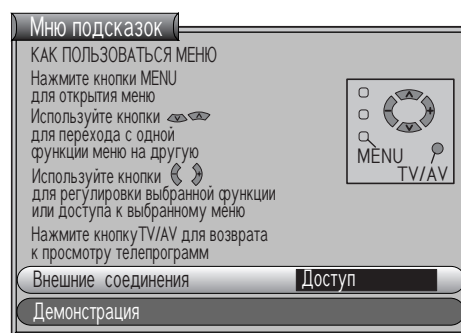 Мню подсказок
КАК ПОЛЬЗОВАТЬСЯ МЕНЮ
Нажмите кнопки MENU
для открытия меню
Используйте кнопки
для перехода с одной
функции меню на другую
Используйте кнопки
для регулировки выбранной функции
или доступа к выбранному меню
Нажмите кнопкуTV/AV для возврата
к просмотру телепрограмм
MENU
TV/AV
Внешние соединения Доступ
Демонстрация